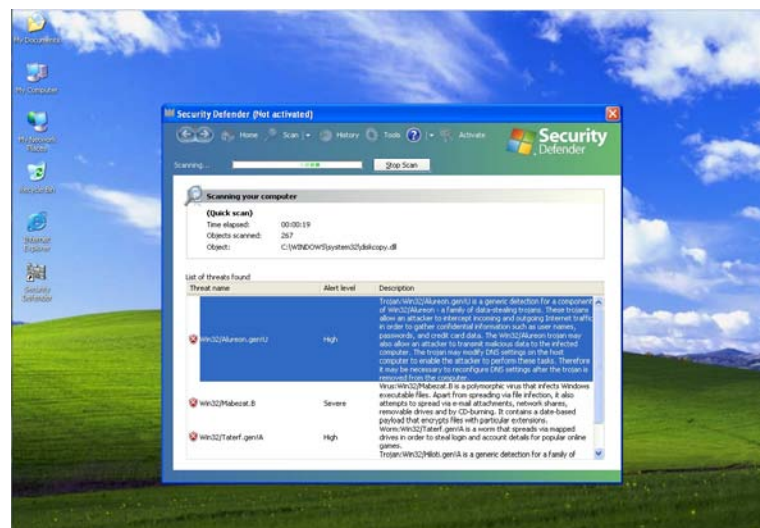 My Documents
My Computer
My Network
Places
Recycle Bin
Internet
Explorer
Security
Defender
Security Defender (Not activated)
Home
Scan
History
Tools
Activate
Security
Defender
Scanning...
Stop Scan
Scanning your computer
(Quick scan)
Time elapsed: 00:00:19
Objects scanned: 267
Object: C:\WINDOWS\system32\diskcopy.dll
List of threats found
Threat name Alert level Description
Win32/Alureon.gen!U High
Trojan:Win32/Alureon.gen!U is a generic detection for a component
of Win32/Alureon - a family of data-stealing trojans. These trojans
allow an attacker to intercept incoming and outgoing Internet traffic
in order to gather confidential information such as user names,
passwords, and credit card data. The Win32/Alureon trojan may
also allow an attacker to transmit malicious data to the infected
computer. The trojan may modify DNS settings on the host
computer to enable the attacker to perform these tasks. Therefore
it may be necessary to reconfigure DNS settings after the trojan is
removed from the computer.
Win32/Mabezat.B Severe
Virus:Win32/Mabezat.B is a polymorphic virus that infects Windows
executable files. Apart from spreading via file infection, it also
attempts to spread via e-mail attachments, network shares,
removable drives and by CD-burning. It contains a date-based
payload that encrypts files with particular extensions.
Win32/Taterf.gen!A High
Worm:Win32/Taterf.gen!A is a worm that spreads via mapped
drives in order to steal login and account details for popular online
games.
Trojan:Win32/Hiloti.gen!A is a generic detection for a family of